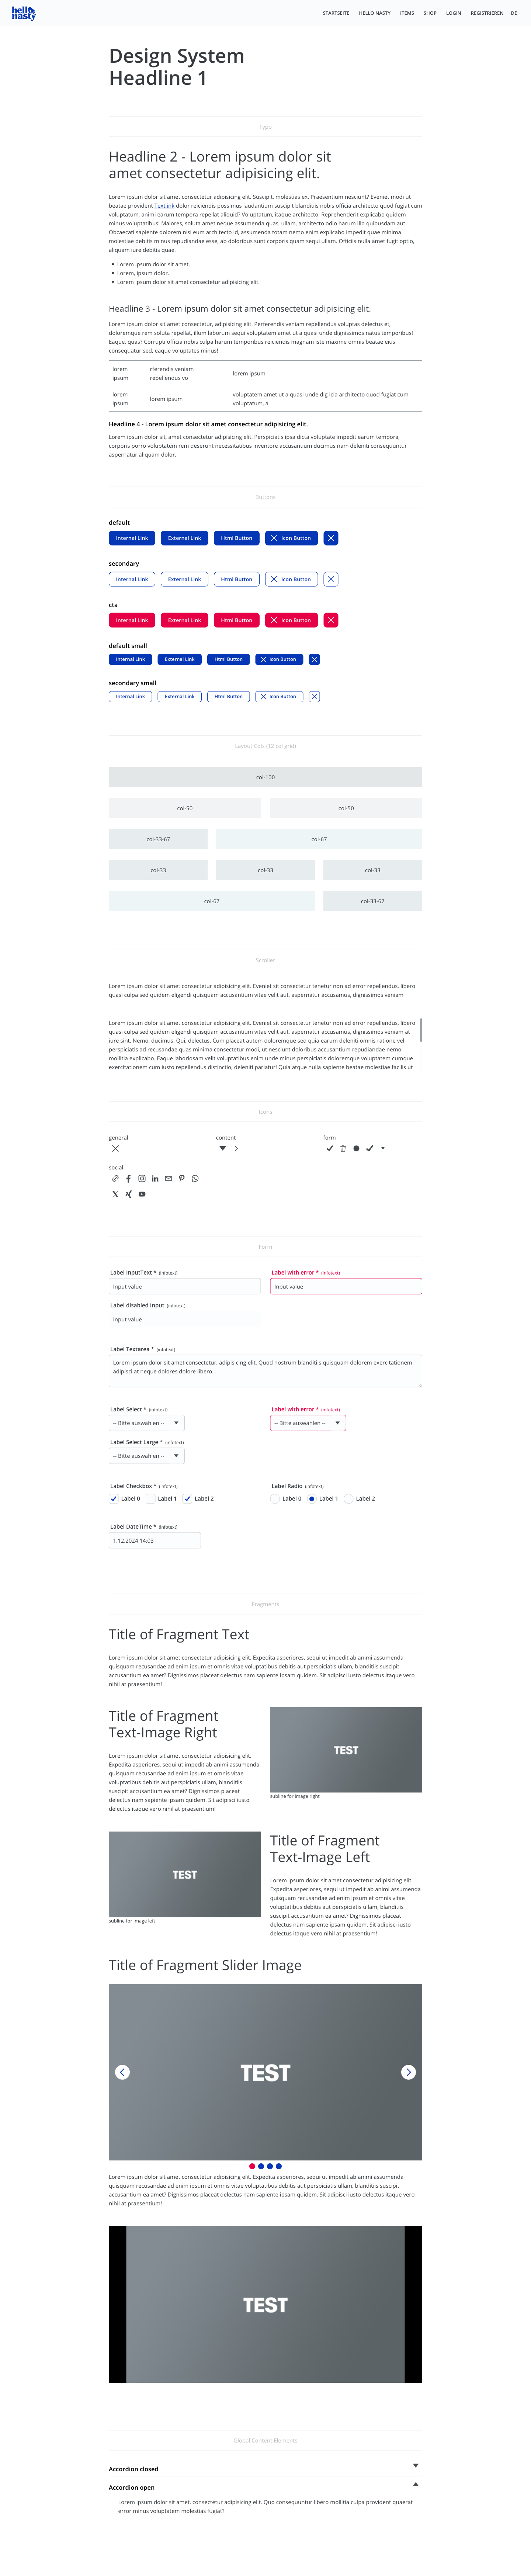 hello
nasty
STARTSEITE HELLO NASTY ITEMS SHOP LOGIN REGISTRIEREN DE
Design System
Headline 1
Type
Headline 2 - Lorem ipsum dolor sit
amet consectetur adipisicing elit.
Lorem ipsum dolor sit amet consectetur adipisicing elit. Suscipit, molestias ex. Praesentium nesciunt? Eveniet modi ut
beatae provident Textlink dolor reiciendis possimus laudantium suscipit blanditiis nobis officia architecto quod fugiat cum
voluptatum, animi earum tempora repellat aliquid? Voluptatum, itaque architecto. Reprehenderit explicabo quidem
minus voluptatibus! Maiores, soluta amet neque assumenda quas, ullam, architecto odio harum illo quibusdam aut.
Obcaecati sapiente dolorem nisi eum architecto id, assumenda totam nemo enim explicabo impedit quae minima
molestias debitis minus repudiandae esse, ab doloribus sunt corporis quam sequi ullam. Officiis nulla amet fugit optio,
aliquam iure debitis quae.
• Lorem ipsum dolor sit amet.
• Lorem, ipsum dolor.
• Lorem ipsum dolor sit amet consectetur adipisicing elit.
Headline 3 - Lorem ipsum dolor sit amet consectetur adipisicing elit.
Lorem ipsum dolor sit amet consectetur, adipisicing elit. Perferendis veniam repellendus voluptas delectus et,
doloremque rem soluta repellat, illum laborum sequi voluptatem amet ut a quasi unde dignissimos natus temporibus!
Eaque, quas? Corrupti officia nobis culpa harum temporibus reiciendis magnam iste maxime omnis beatae eius
consequatur sed, eaque voluptates minus!
lorem ipsum rferendis veniam repellendus vo lorem ipsum
lorem ipsum lorem ipsum voluptatem amet ut a quasi unde dig icia architecto quod fugiat cum voluptatum, a
Headline 4 - Lorem ipsum dolor sit amet consectetur adipisicing elit.
Lorem ipsum dolor sit, amet consectetur adipisicing elit. Perspiciatis ipsa dicta voluptate impedit earum tempora,
corporis porro voluptatem rem deserunt necessitatibus inventore accusantium ducimus nam deleniti consequuntur
aspernatur aliquam dolor.
Buttons
default
Internal Link External Link Html Button Icon Button
secondary
Internal Link External Link Html Button Icon Button
cta
Internal Link External Link Html Button Icon Button
default small
Internal Link External Link Html Button Icon Button
secondary small
Internal Link External Link Html Button Icon Button
Layout Cols (12 col grid)
col-100
col-50 col-50
col-33-67 col-67
col-33 col-33 col-33
col-67 col-33-67
Scroller
Lorem ipsum dolor sit amet consectetur adipisicing elit. Eveniet sit consectetur tenetur non ad error repellendus, libero
quasi culpa sed quidem eligendi quisquam accusantium vitae velit aut, aspernatur accusamus, dignissimos veniam
Lorem ipsum dolor sit amet consectetur adipisicing elit. Eveniet sit consectetur tenetur non ad error repellendus, libero
quasi culpa sed quidem eligendi quisquam accusantium vitae velit aut, aspernatur accusamus, dignissimos veniam at
iure sint. Nemo, ducimus. Qui, delectus. Cum placeat autem doloremque sed quia earum deleniti omnis ratione vel
perspiciatis ad recusandae quas minima consectetur modi, ut nesciunt doloribus accusantium repudiandae nemo
mollitia explicabo. Eaque laboriosam velit voluptatibus enim unde minus perspiciatis doloremque voluptatem cumque
exercitationem cum iusto repellendus distinctio, deleniti pariatur! Quia atque nulla sapiente beatae molestiae facilis ut
Icons
general content form
social
Form
Label InputText * (infotext) Label with error * (infotext)
Input value Input value
Label disabled input (infotext)
Input value
Label Textarea * (infotext)
Lorem ipsum dolor sit amet consectetur, adipisicing elit. Quod nostrum blanditiis quisquam dolorem exercitationem
adipisci at neque dolores dolore libero.
Label Select * (infotext) Label with error * (infotext)
-- Bitte auswählen -- -- Bitte auswählen --
Label Select Large * (infotext)
-- Bitte auswählen --
Label Checkbox * (infotext) Label Radio (infotext)
Label 0 Label 1 Label 2 Label 0 Label 1 Label 2
Label DateTime * (infotext)
1.12.2024 14:03
Fragments
Title of Fragment Text
Lorem ipsum dolor sit amet consectetur adipisicing elit. Expedita asperiores, sequi ut impedit ab animi assumenda
quisquam recusandae ad enim ipsum et omnis vitae voluptatibus debitis aut perspiciatis ullam, blanditiis suscipit
accusantium ea amet? Dignissimos placeat delectus nam sapiente ipsam quidem. Sit adipisci iusto delectus itaque vero
nihil at praesentium!
Title of Fragment
Text-Image Right
Lorem ipsum dolor sit amet consectetur adipisicing
elit. Expedita asperiores, sequi ut impedit ab animi assumenda
quisquam recusandae ad enim ipsum et omnis vitae
voluptatibus debitis aut perspiciatis ullam, blanditiis
suscipit accusantium ea amet? Dignissimos placeat
delectus nam sapiente ipsam quidem. Sit adipisci iusto
delectus itaque vero nihil at praesentium!
TEST
subline for image right
TEST
subline for image left
Title of Fragment
Text-Image Left
Lorem ipsum dolor sit amet consectetur adipisicing elit.
Expedita asperiores, sequi ut impedit ab animi assumenda
quisquam recusandae ad enim ipsum et omnis vitae
voluptatibus debitis aut perspiciatis ullam, blanditiis
suscipit accusantium ea amet? Dignissimos placeat
delectus nam sapiente ipsam quidem. Sit adipisci iusto
delectus itaque vero nihil at praesentium!
Title of Fragment Slider Image
TEST
Lorem ipsum dolor sit amet consectetur adipisicing elit. Expedita asperiores, sequi ut impedit ab animi assumenda
quisquam recusandae ad enim ipsum et omnis vitae voluptatibus debitis aut perspiciatis ullam, blanditiis suscipit
accusantium ea amet? Dignissimos placeat delectus nam sapiente ipsam quidem. Sit adipisci iusto delectus itaque vero
nihil at praesentium!
TEST
Global Content Elements
Accordion closed
Accordion open
Lorem ipsum dolor sit amet, consectetur adipisicing elit. Quo consequuntur libero mollitia culpa provident quaerat
error minus voluptatem molestias fugiat?